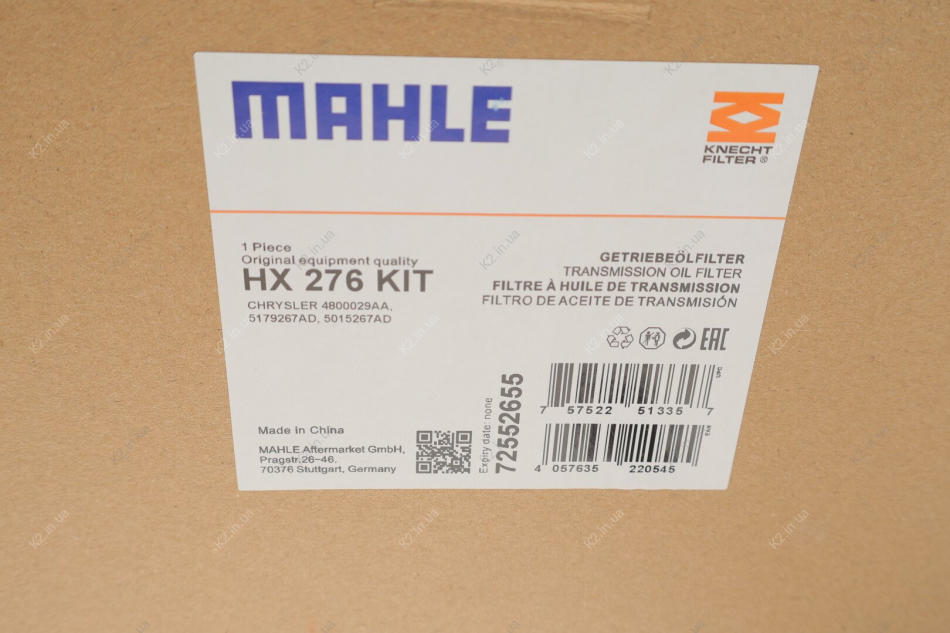 MAHLE
KNECHT
FILTER ®
1 Piece
Original equipment quality
HX 276 KIT
CHRYSLER 4800029AA,
5179267AD, 5015267AD
GETRIEBEÖLFILTER
TRANSMISSION OIL FILTER
FILTRE À HUILE DE TRANSMISSION
FILTRO DE ACEITE DE TRANSMISIÓN
EAC
Made in China
MAHLE Aftermarket GmbH,
Pragstr.26-46,
70376 Stuttgart, Germany
Expiry date: none
72552655
7 57522 51335 7
4 057635 220545
EAN
K2.in.ua